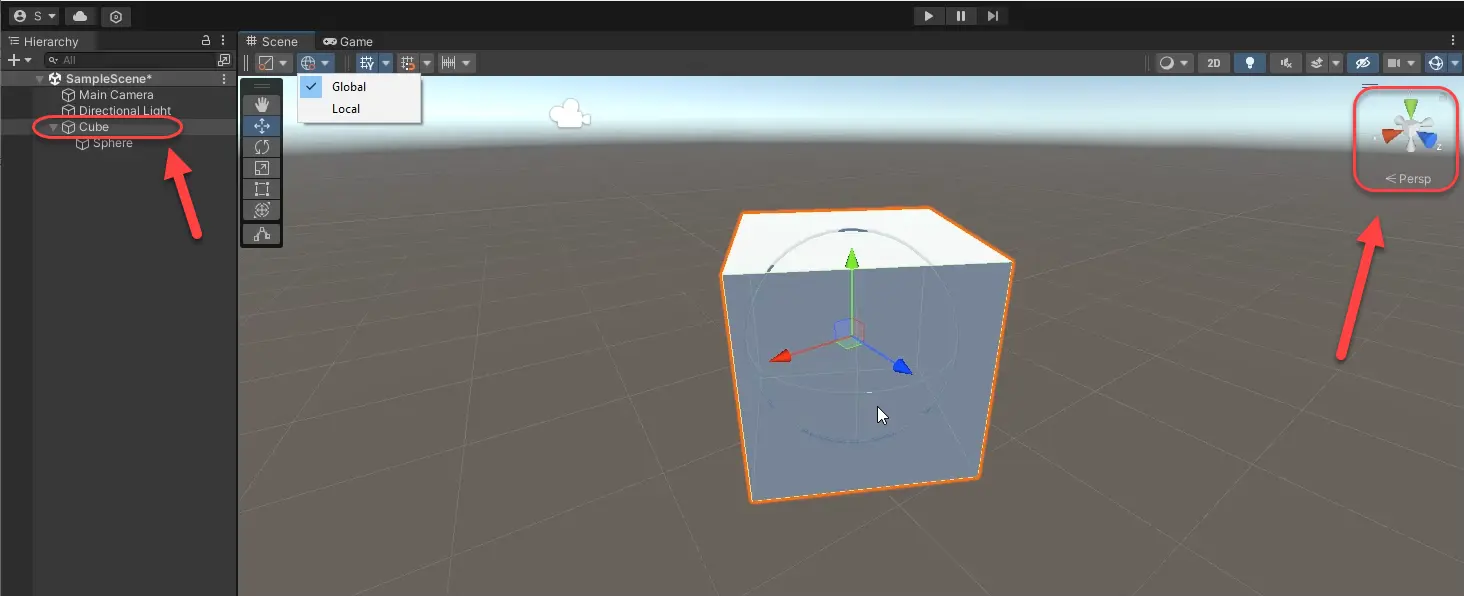 S
Hierarchy
Scene
Game
All
2D
SampleScene*
Global
Main Camera
Local
Directional Light
Cube
Sphere
z
Persp